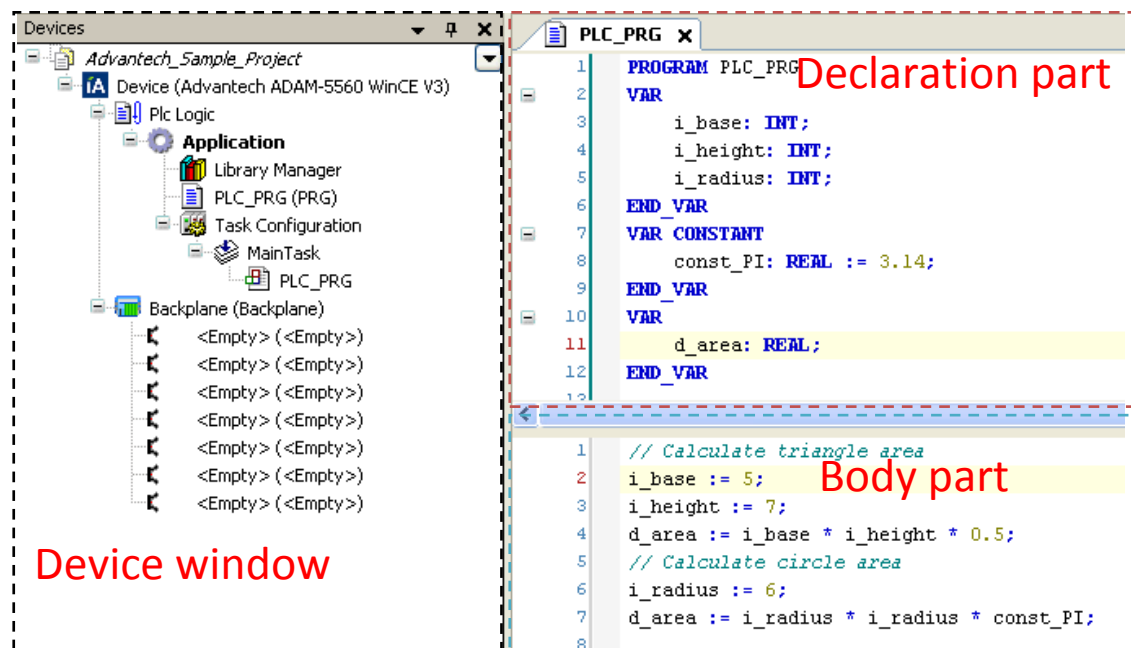 Devices
Advantech_Sample_Project
Device (Advantech ADAM-5560 WinCE V3)
Plc Logic
Application
Library Manager
PLC_PRG (PRG)
Task Configuration
MainTask
PLC_PRG
Backplane (Backplane)
<Empty> (<Empty>)
<Empty> (<Empty>)
<Empty> (<Empty>)
<Empty> (<Empty>)
<Empty> (<Empty>)
<Empty> (<Empty>)
<Empty> (<Empty>)
Device window
PLC_PRG
Declaration part
1 PROGRAM PLC_PRG
2 VAR
3 i_base: INT;
4 i_height: INT;
5 i_radius: INT;
6 END_VAR
7 VAR CONSTANT
8 const_PI: REAL := 3.14;
9 END_VAR
10 VAR
11 d_area: REAL;
12 END_VAR
13
Body part
1 // Calculate triangle area
2 i_base := 5;
3 i_height := 7;
4 d_area := i_base * i_height * 0.5;
5 // Calculate circle area
6 i_radius := 6;
7 d_area := i_radius * i_radius * const_PI;
8